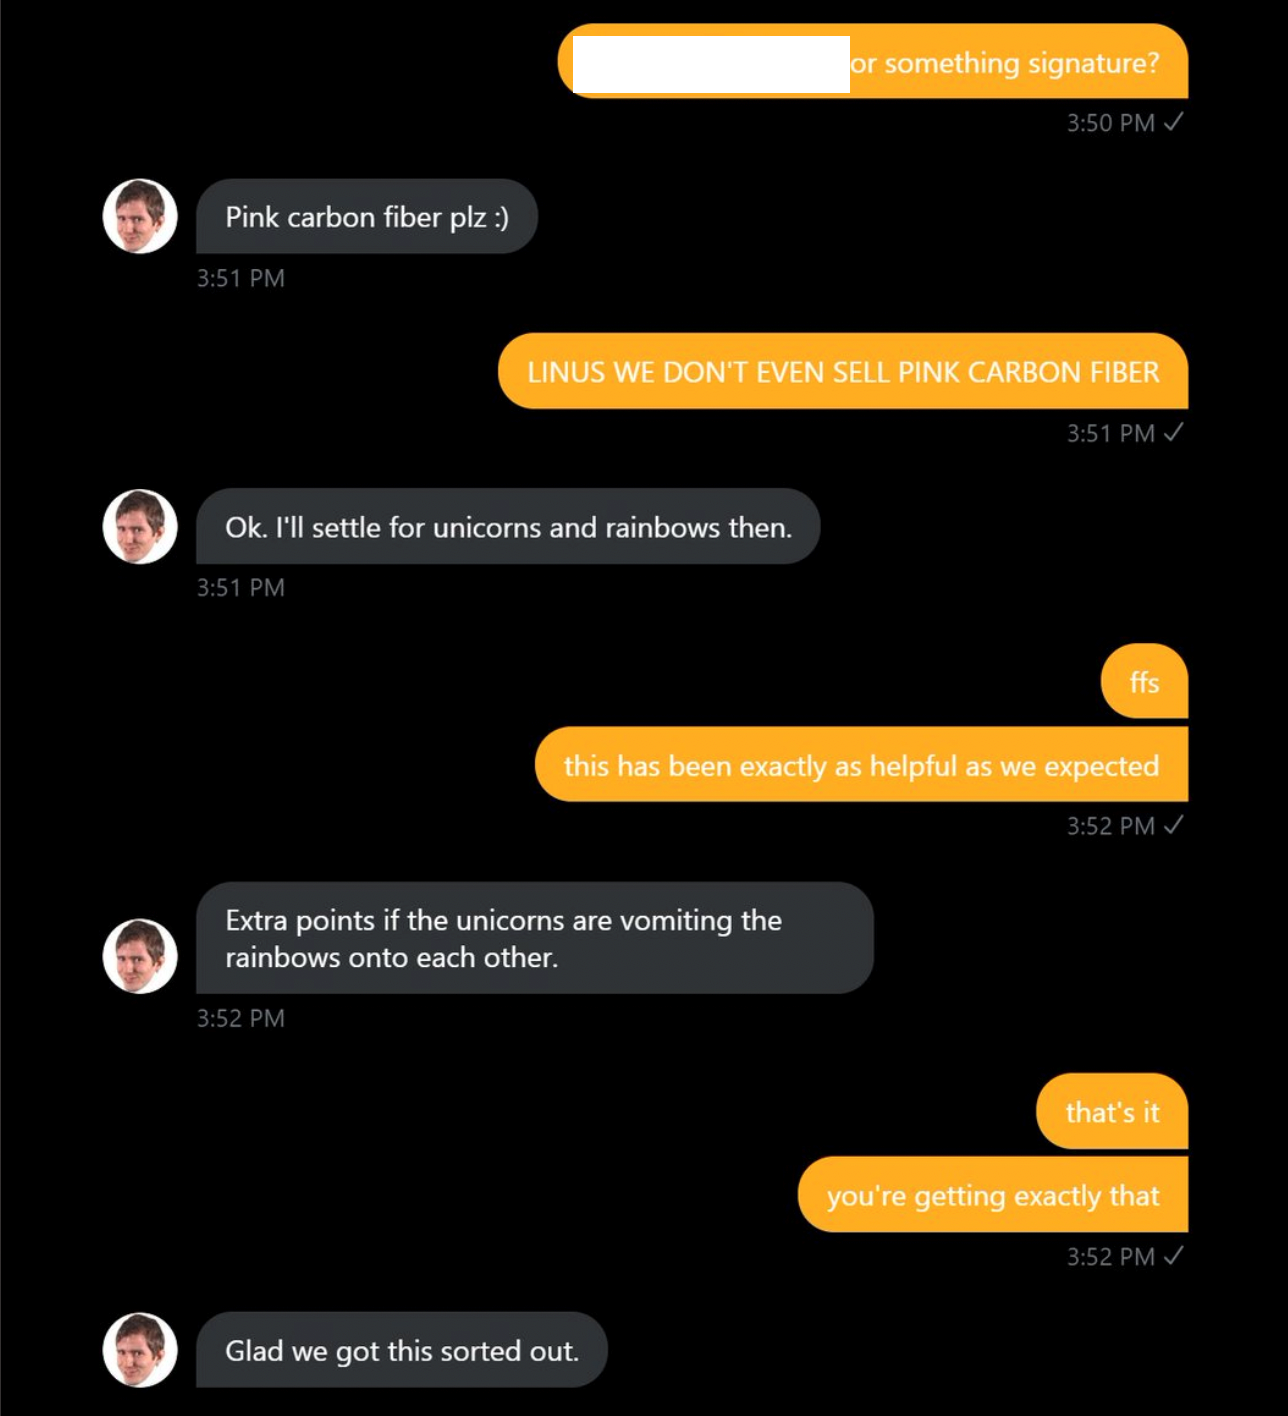 or something signature?
3:50 PM ✓
Pink carbon fiber plz :)
3:51 PM
LINUS WE DON'T EVEN SELL PINK CARBON FIBER
3:51 PM ✓
Ok. I'll settle for unicorns and rainbows then.
3:51 PM
ffs
this has been exactly as helpful as we expected
3:52 PM ✓
Extra points if the unicorns are vomiting the
rainbows onto each other.
3:52 PM
that's it
you're getting exactly that
3:52 PM ✓
Glad we got this sorted out.